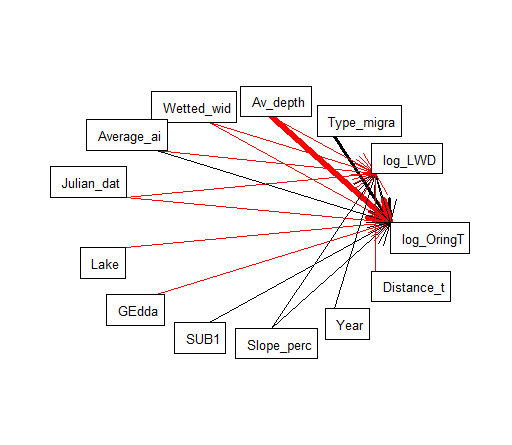 Av_depth
Wetted_wid
Type_migra
Average_ai
log_LWD
Julian_dat
log_OringT
Lake
Distance_t
GEdda
Year
SUB1
Slope_perc